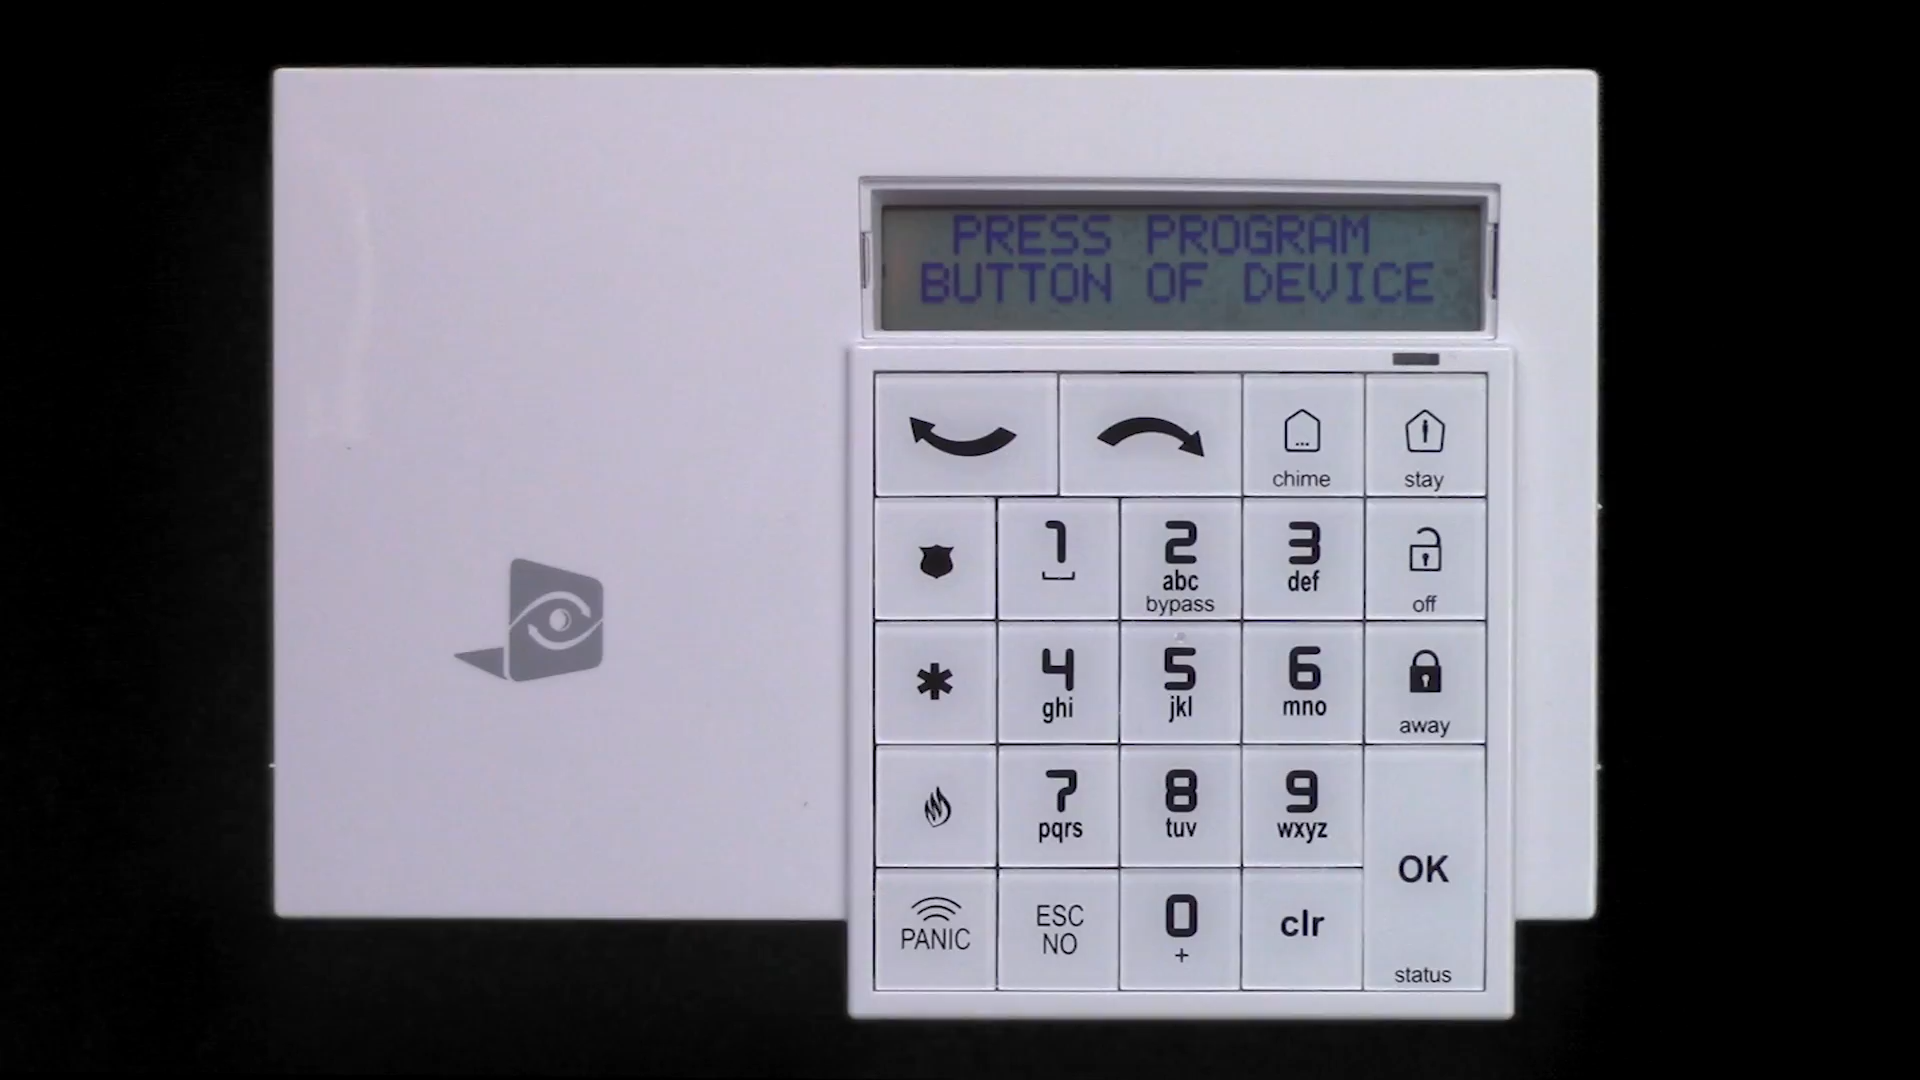 PRESS PROGRAM
BUTTON OF DEVICE
chime
stay
1
2
abc
bypass
3
def
off
4
ghi
5
jkl
6
mno
away
7
pqrs
8
tuv
9
wxyz
OK
status
PANIC
ESC
NO
0
+
clr